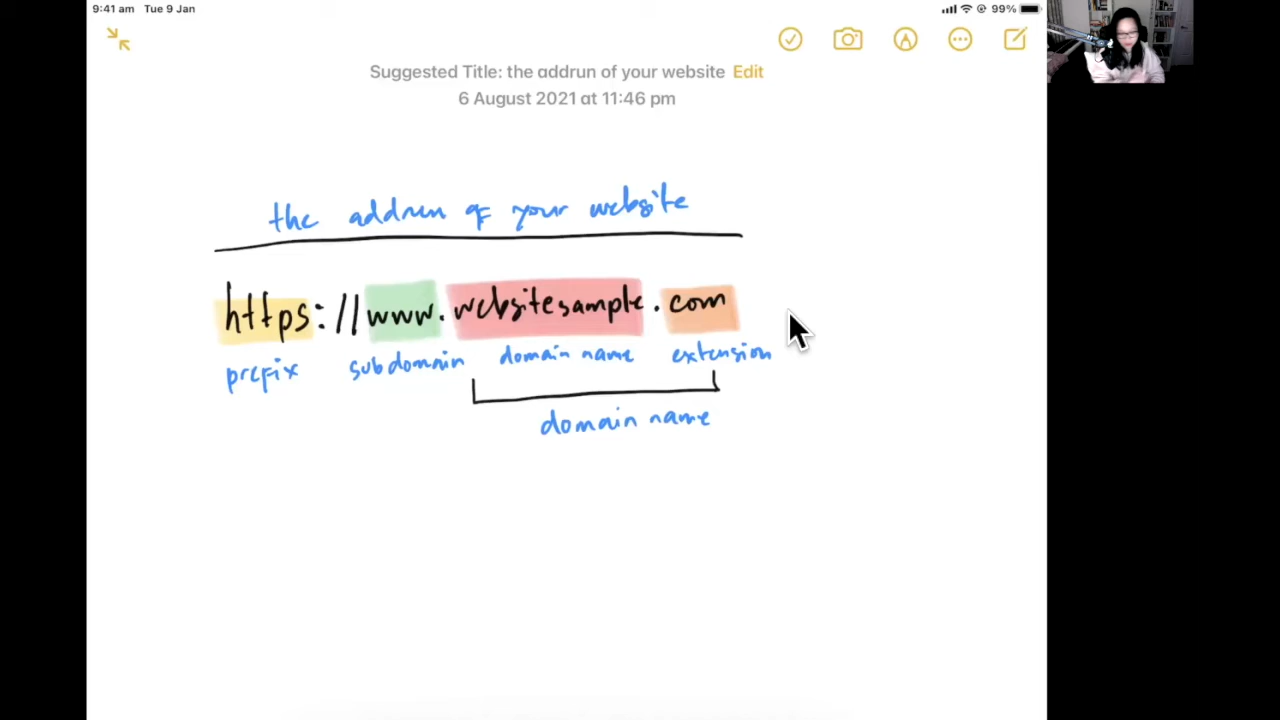 9:41 am Tue 9 Jan 99%
Suggested Title: the addrun of your website Edit
6 August 2021 at 11:46 pm
the address of your website
https://www.websitesample.com
prefix subdomain domain name extension
domain name